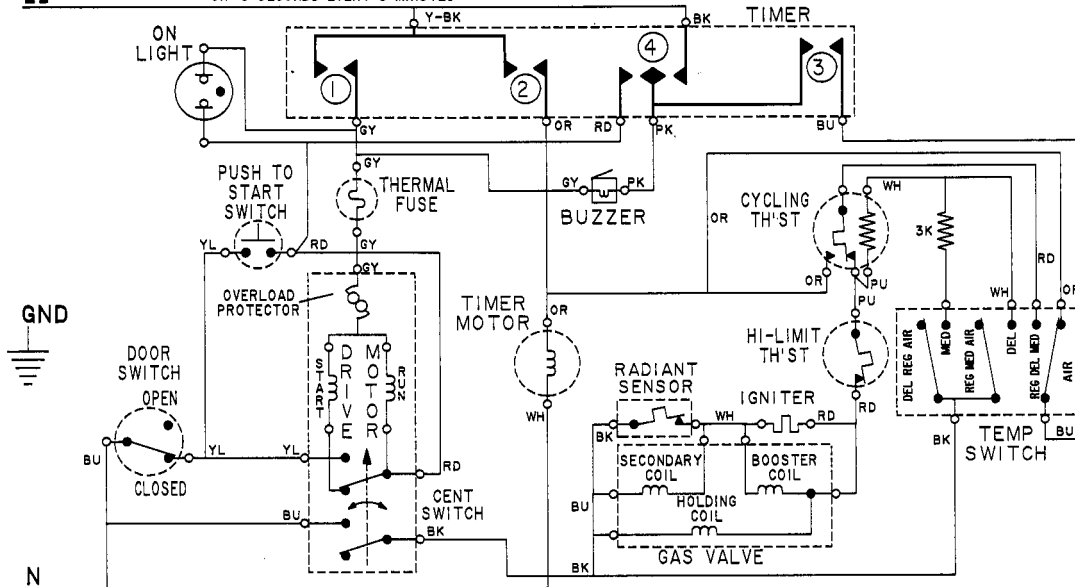 Y-BK
BK
TIMER
ON
LIGHT
4
1
2
3
GY
OR
RD
PK
BU
GY
THERMAL
FUSE
GY
PK
BUZZER
PUSH TO
START
SWITCH
YL
RD
GY
GY
OVERLOAD
PROTECTOR
OR
CYCLING
TH'ST
WH
3K
RD
OR
PU
PU
WH
OR
GND
TIMER
MOTOR
OR
WH
HI-LIMIT
TH'ST
RD
DEL REG AIR
MED
REG MED AIR
DEL
REG DEL MED
AIR
DOOR
SWITCH
OPEN
CLOSED
BU
YL
YL
START
DRIVE
MOTOR
RUN
RD
RADIANT
SENSOR
IGNITER
BK
WH
RD
BK
TEMP
SWITCH
BU
SECONDARY
COIL
BOOSTER
COIL
BU
HOLDING
COIL
BU
CENT
SWITCH
BK
GAS VALVE
BK
N